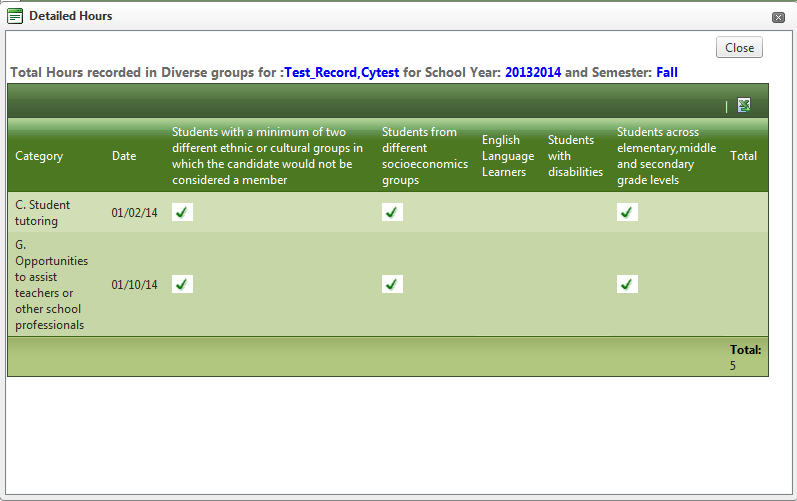 Detailed Hours
Close
Total Hours recorded in Diverse groups for :Test_Record,Cytest for School Year: 20132014 and Semester: Fall
|
Category
Date
Students with a minimum of two
different ethnic or cultural groups in
which the candidate would not be
considered a member
Students from
different
socioeconomics
groups
English
Language
Learners
Students
with
disabilities
Students across
elementary,middle
and secondary
grade levels
Total
C. Student
tutoring
01/02/14
G.
Opportunities
to assist
teachers or
other school
professionals
01/10/14
Total:
5